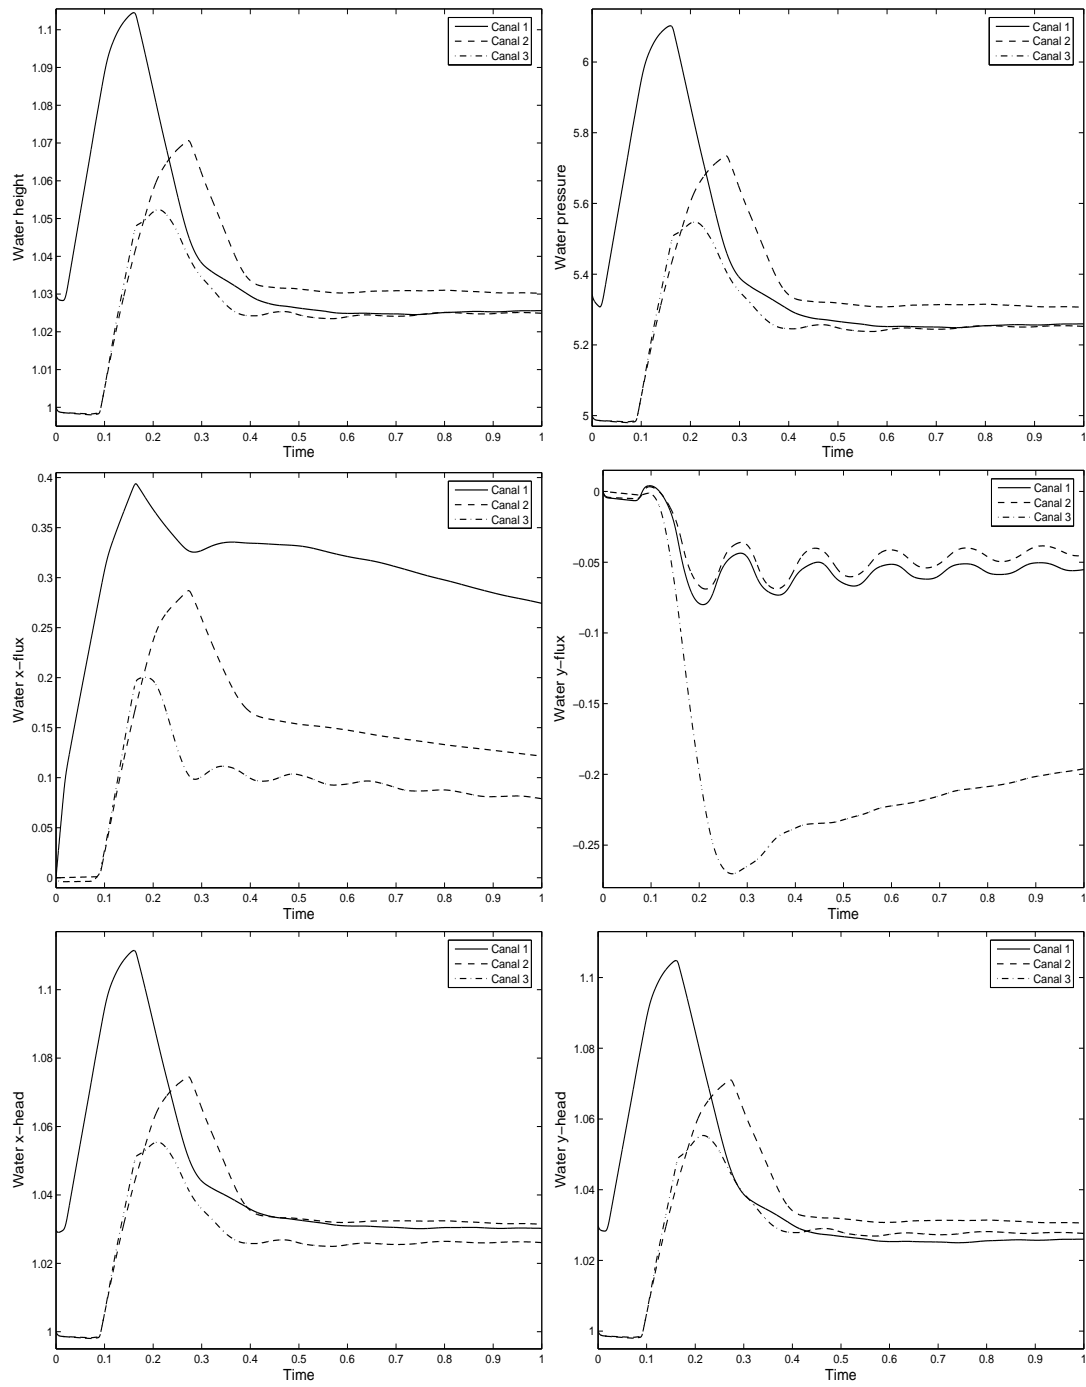 Canal 1
Canal 2
Canal 3
Water height
1.1
1.09
1.08
1.07
1.06
1.05
1.04
1.03
1.02
1.01
1
0 0.1 0.2 0.3 0.4 0.5 0.6 0.7 0.8 0.9 1
Time
Canal 1
Canal 2
Canal 3
Water pressure
6
5.8
5.6
5.4
5.2
5
0 0.1 0.2 0.3 0.4 0.5 0.6 0.7 0.8 0.9 1
Time
Canal 1
Canal 2
Canal 3
Water x-flux
0.4
0.35
0.3
0.25
0.2
0.15
0.1
0.05
0
0 0.1 0.2 0.3 0.4 0.5 0.6 0.7 0.8 0.9 1
Time
Canal 1
Canal 2
Canal 3
Water y-flux
0
-0.05
-0.1
-0.15
-0.2
-0.25
0 0.1 0.2 0.3 0.4 0.5 0.6 0.7 0.8 0.9 1
Time
Canal 1
Canal 2
Canal 3
Water x-head
1.1
1.08
1.06
1.04
1.02
1
0 0.1 0.2 0.3 0.4 0.5 0.6 0.7 0.8 0.9 1
Time
Canal 1
Canal 2
Canal 3
Water y-head
1.1
1.08
1.06
1.04
1.02
1
0 0.1 0.2 0.3 0.4 0.5 0.6 0.7 0.8 0.9 1
Time